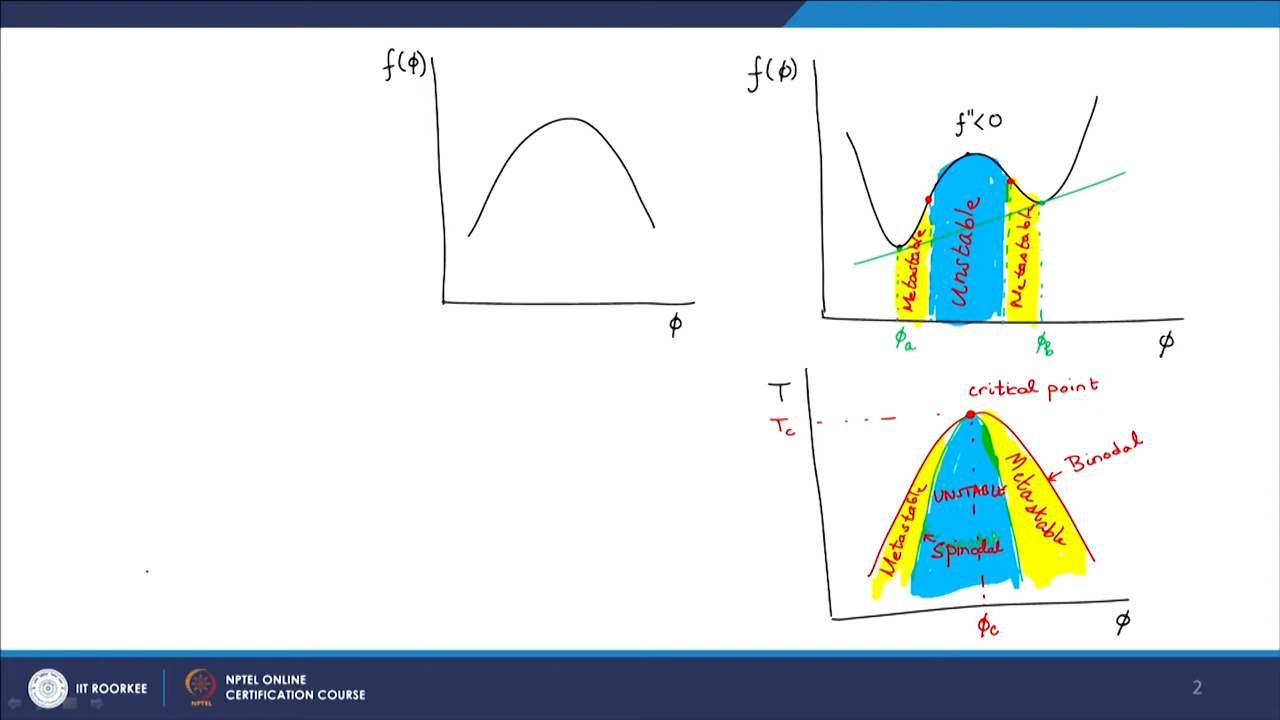 f(φ)
φ
f(φ)
f''<0
Metastable
Unstable
Metastable
φa
φb
φ
T
Tc
critical point
Binodal
Metastable
UNSTABLE
Metastable
Spinodal
φc
φ
IIT ROORKEE
NPTEL
NPTEL ONLINE
CERTIFICATION COURSE
2